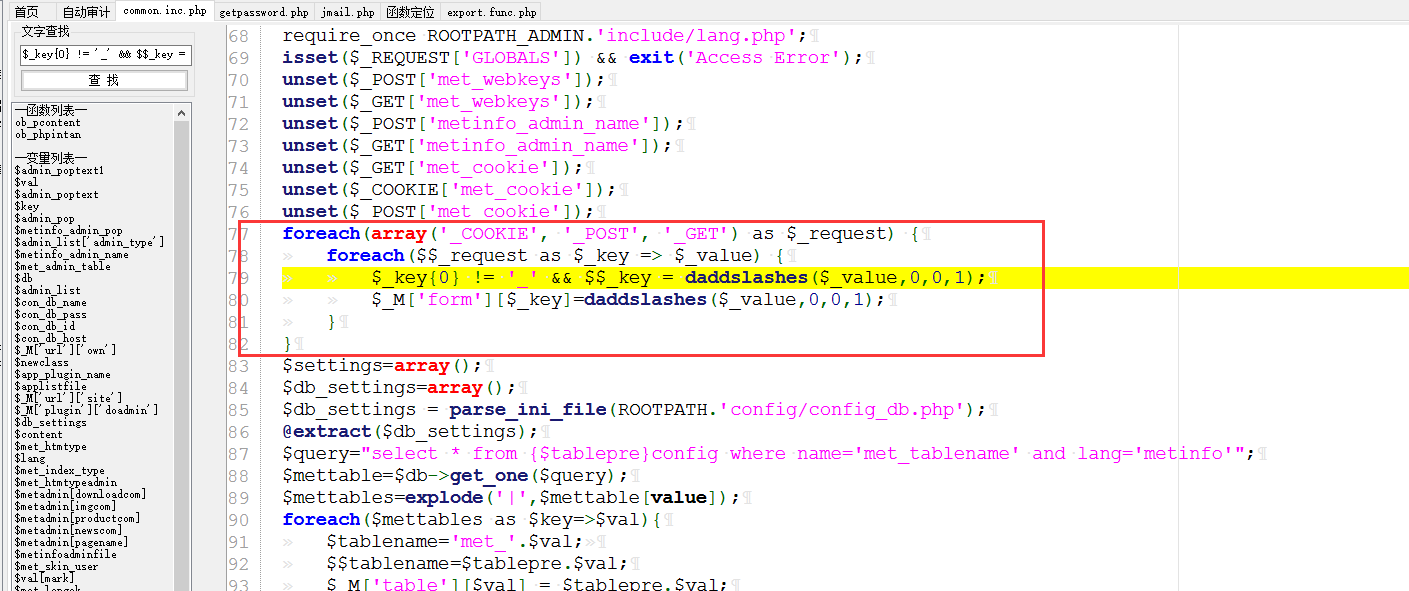 首页 自动审计 common.inc.php getpassword.php jmail.php 函数定位 export.func.php
文字查找
$_key{0} != '_' && $$_key =
查 找
—函数列表—
ob_pcontent
ob_phpintan
—变量列表—
$admin_poptext1
$val
$admin_poptext
$key
$admin_pop
$metinfo_admin_pop
$admin_list['admin_type']
$metinfo_admin_name
$met_admin_table
$db
$admin_list
$con_db_name
$con_db_pass
$con_db_id
$con_db_host
$_M['url']['own']
$newclass
$app_plugin_name
$applistfile
$_M['url']['site']
$_M['plugin']['doadmin']
$db_settings
$content
$met_htmtype
$lang
$met_index_type
$met_htmtypeadmin
$metadmin[downloadcom]
$metadmin[imgcom]
$metadmin[productcom]
$metadmin[newscom]
$metadmin[pagename]
$metinfoadminfile
$met_skin_user
$val[mark]
68 require_once ROOTPATH_ADMIN.'include/lang.php';¶
69 isset($_REQUEST['GLOBALS']) && exit('Access Error');¶
70 unset($_POST['met_webkeys']);¶
71 unset($_GET['met_webkeys']);¶
72 unset($_POST['metinfo_admin_name']);¶
73 unset($_GET['metinfo_admin_name']);¶
74 unset($_GET['met_cookie']);¶
75 unset($_COOKIE['met_cookie']);¶
76 unset($_POST['met_cookie']);¶
77 foreach(array('_COOKIE', '_POST', '_GET') as $_request) {¶
78 » foreach($$_request as $_key => $_value) {¶
79 » » $_key{0} != '_' && $$_key = daddslashes($_value,0,0,1);¶
80 » » $_M['form'][$_key]=daddslashes($_value,0,0,1);¶
81 » }¶
82 }¶
83 $settings=array();¶
84 $db_settings=array();¶
85 $db_settings = parse_ini_file(ROOTPATH.'config/config_db.php');¶
86 @extract($db_settings);¶
87 $query="select * from {$tablepre}config where name='met_tablename' and lang='metinfo'";¶
88 $mettable=$db->get_one($query);¶
89 $mettables=explode('|',$mettable[value]);¶
90 foreach($mettables as $key=>$val){¶
91 » $tablename='met_'.$val;»¶
92 » $$tablename=$tablepre.$val;¶
93 » $_M['table'][$val] = $tablepre.$val;¶